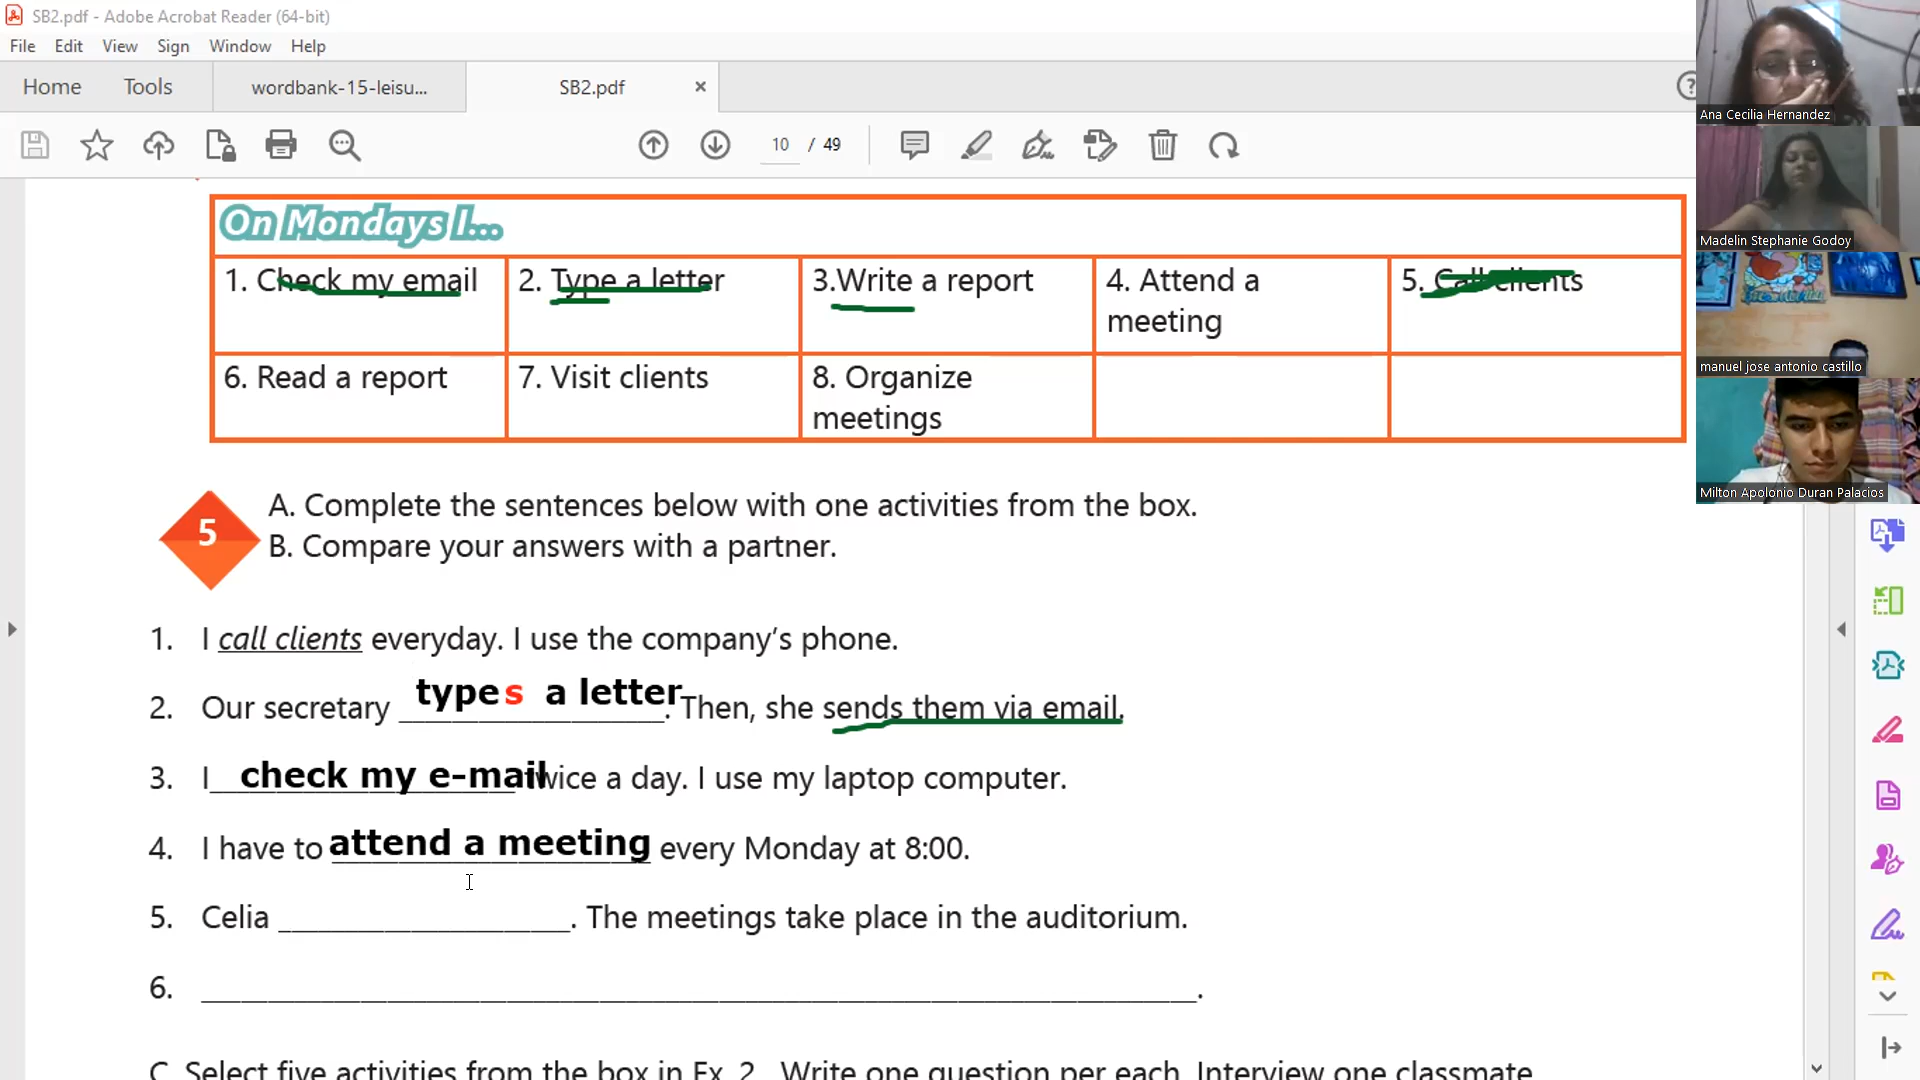 SB2.pdf - Adobe Acrobat Reader (64-bit)
File Edit View Sign Window Help
Home Tools wordbank-15-leisu... SB2.pdf ×
10 / 49
On Mondays I...
1. Check my email
2. Type a letter
3.Write a report
4. Attend a
meeting
5. Call clients
6. Read a report
7. Visit clients
8. Organize
meetings
5
A. Complete the sentences below with one activities from the box.
B. Compare your answers with a partner.
1. I call clients everyday. I use the company's phone.
2. Our secretary types a letter. Then, she sends them via email.
3. I check my e-mail twice a day. I use my laptop computer.
4. I have to attend a meeting every Monday at 8:00.
5. Celia ____________________. The meetings take place in the auditorium.
6. ____________________.
C. Select five activities from the box in Ex. 2. Write one question per each. Interview one classmate
Ana Cecilia Hernandez
Madelin Stephanie Godoy
manuel jose antonio castillo
Milton Apolonio Duran Palacios